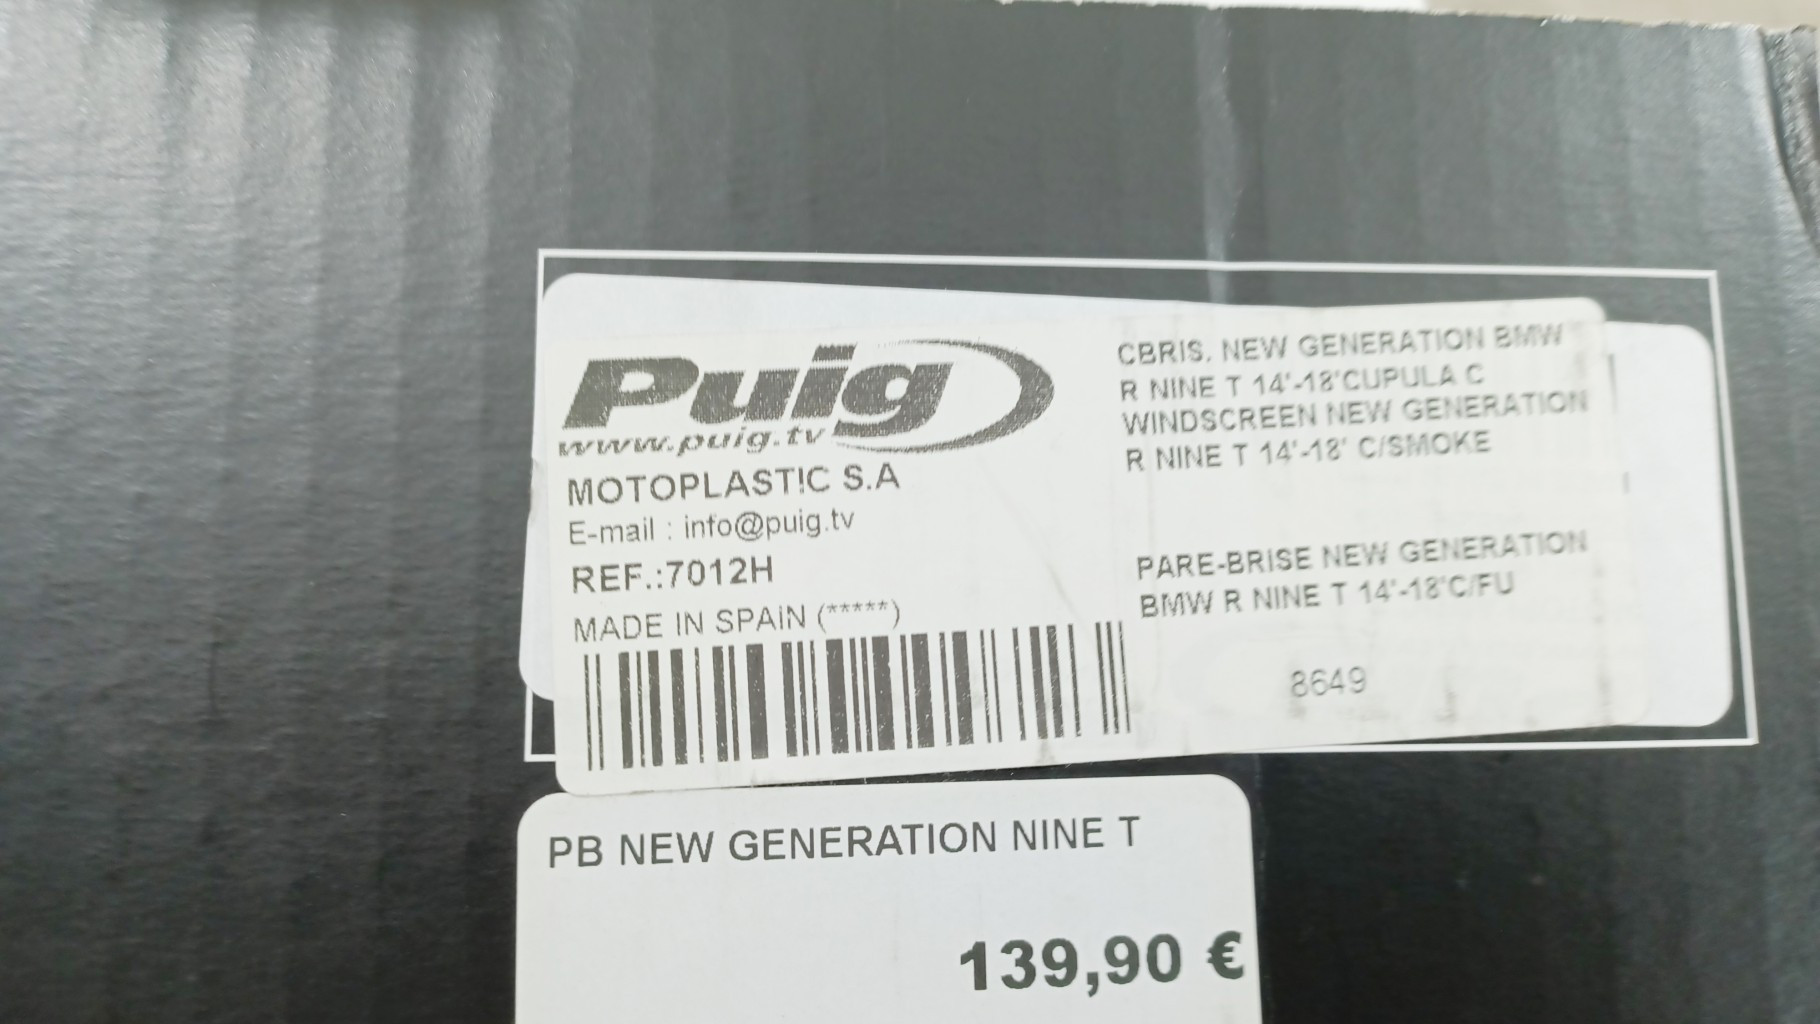 Puig
www.puig.tv
MOTOPLASTIC S.A
E-mail : info@puig.tv
REF.:7012H
MADE IN SPAIN (*****)
CBRIS. NEW GENERATION BMW
R NINE T 14'-18'CUPULA C
WINDSCREEN NEW GENERATION
R NINE T 14'-18' C/SMOKE
PARE-BRISE NEW GENERATION
BMW R NINE T 14'-18'C/FU
8649
PB NEW GENERATION NINE T
139,90 €